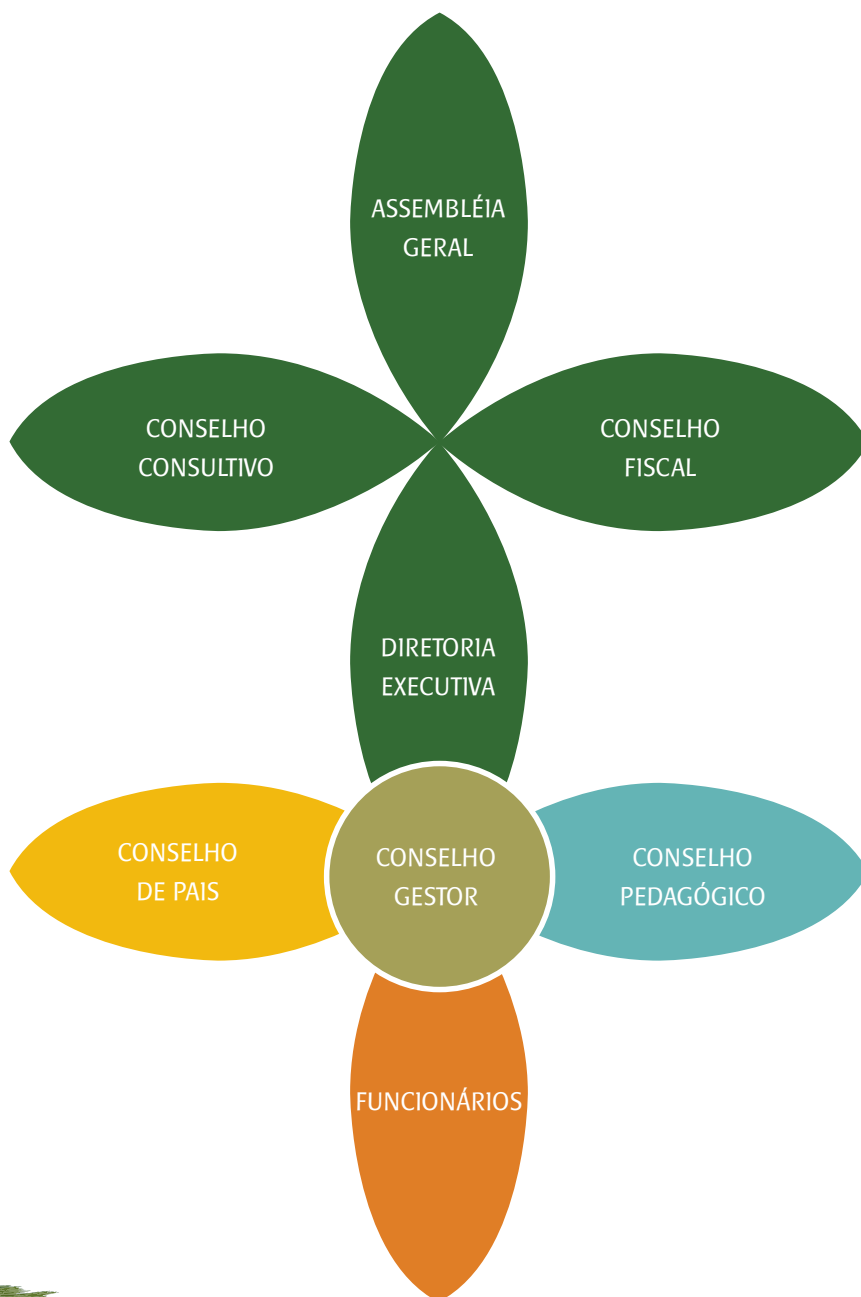 ASSEMBLÉIA
GERAL
CONSELHO
CONSULTIVO
CONSELHO
FISCAL
DIRETORIA
EXECUTIVA
CONSELHO
DE PAIS
CONSELHO
GESTOR
CONSELHO
PEDAGÓGICO
FUNCIONÁRIOS